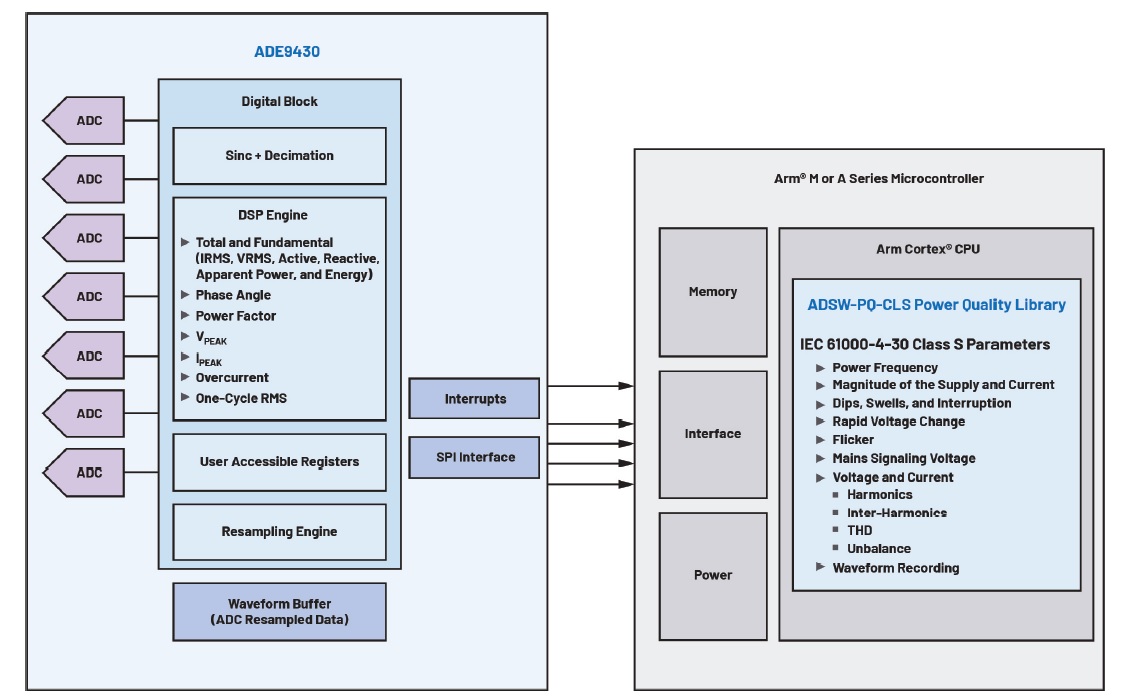 ADE9430
Digital Block
ADC
ADC
ADC
ADC
ADC
ADC
ADC
Sinc + Decimation
DSP Engine
Total and Fundamental
(IRMS, VRMS, Active, Reactive,
Apparent Power, and Energy)
Phase Angle
Power Factor
VPEAK
iPEAK
Overcurrent
One-Cycle RMS
User Accessible Registers
Resampling Engine
Waveform Buffer
(ADC Resampled Data)
Interrupts
SPI Interface
Arm® M or A Series Microcontroller
Memory
Interface
Power
Arm Cortex® CPU
ADSW-PQ-CLS Power Quality Library
IEC 61000-4-30 Class S Parameters
Power Frequency
Magnitude of the Supply and Current
Dips, Swells, and Interruption
Rapid Voltage Change
Flicker
Mains Signaling Voltage
Voltage and Current
Harmonics
Inter-Harmonics
THD
Unbalance
Waveform Recording